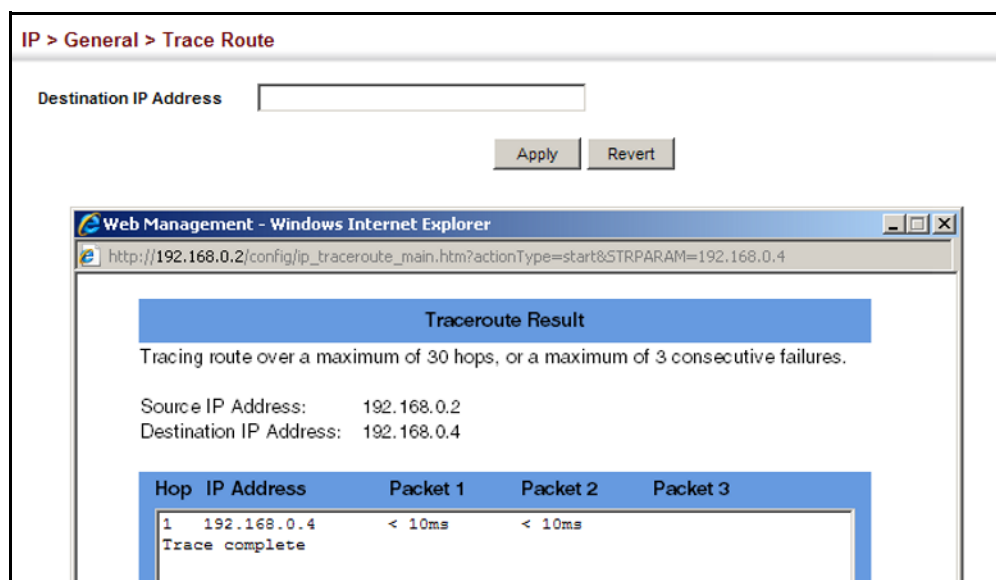 IP > General > Trace Route
Destination IP Address
Apply Revert
Web Management - Windows Internet Explorer
http://192.168.0.2/config/ip_traceroute_main.htm?actionType=start&STRPARAM=192.168.0.4
Traceroute Result
Tracing route over a maximum of 30 hops, or a maximum of 3 consecutive failures.
Source IP Address: 192.168.0.2
Destination IP Address: 192.168.0.4
Hop IP Address Packet 1 Packet 2 Packet 3
1 192.168.0.4 < 10ms < 10ms
Trace complete